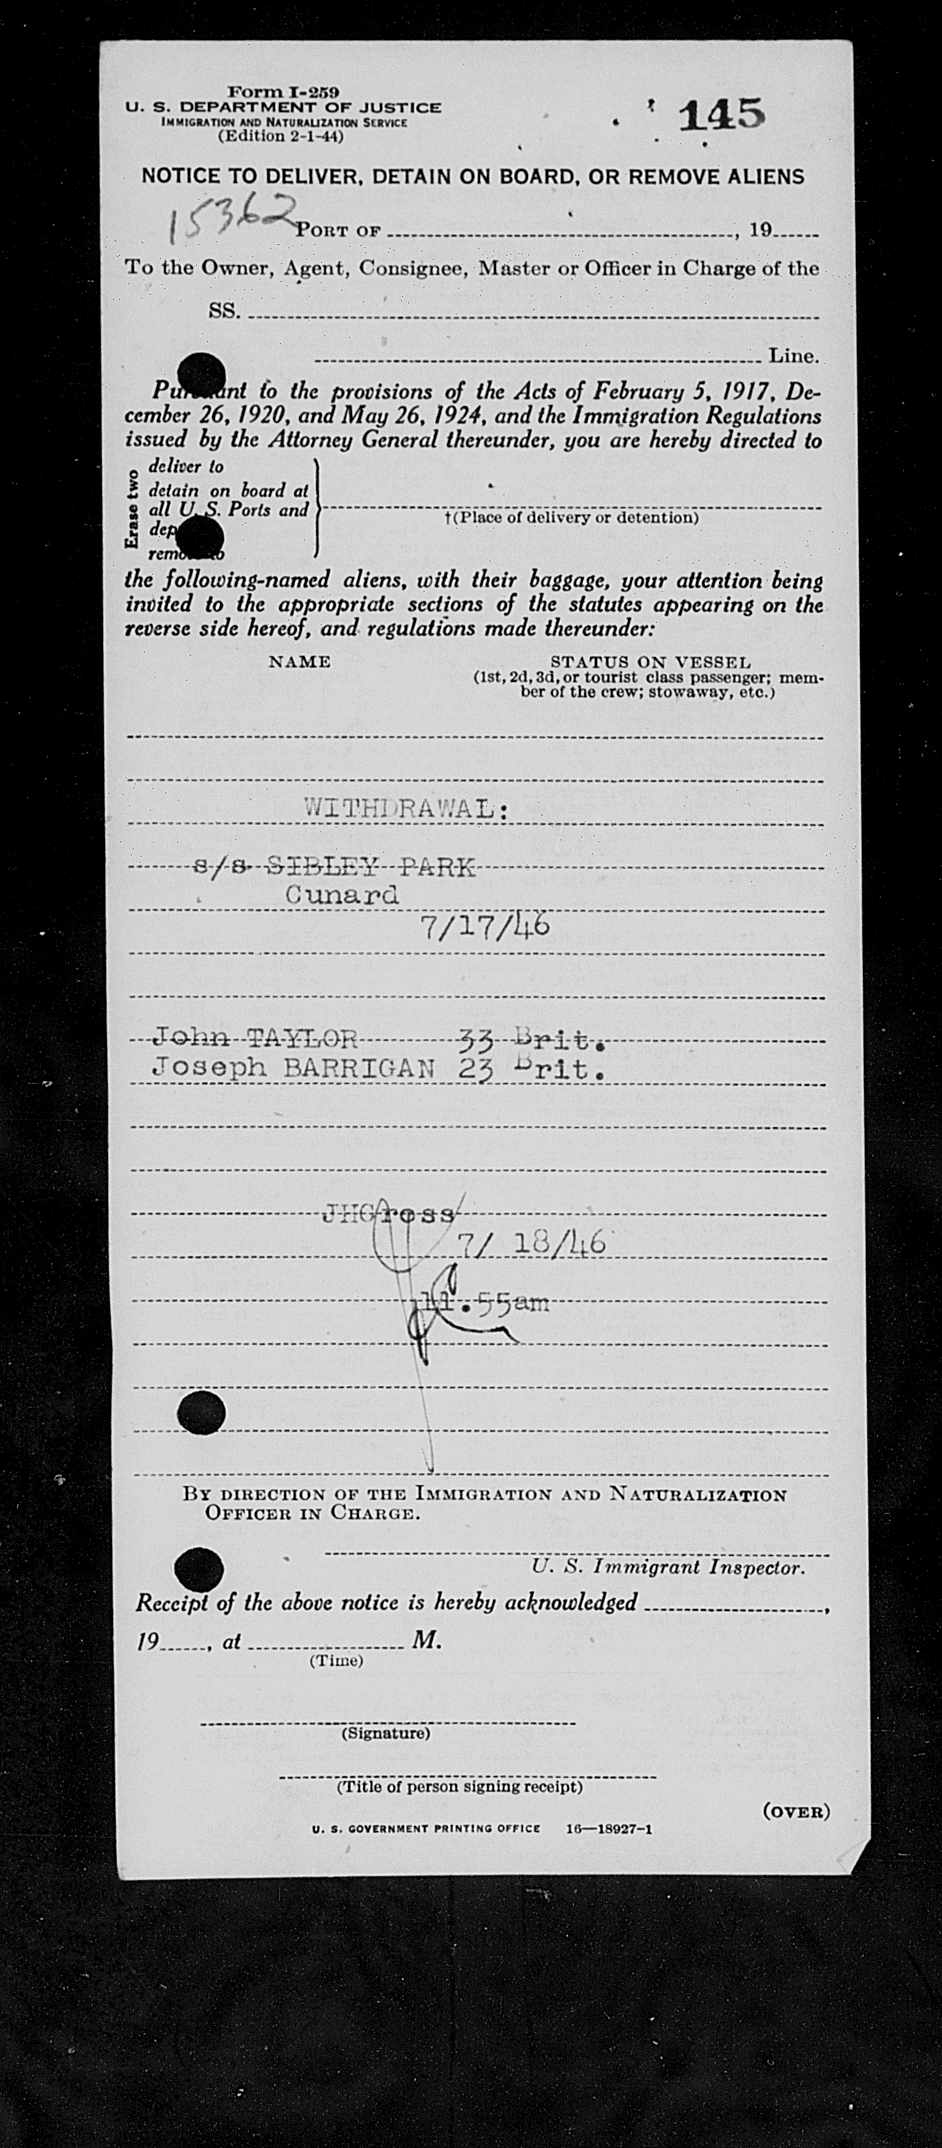 Form I-259
U. S. DEPARTMENT OF JUSTICE
IMMIGRATION AND NATURALIZATION SERVICE
(Edition 2-1-44)
145
NOTICE TO DELIVER, DETAIN ON BOARD, OR REMOVE ALIENS
15362
PORT OF , 19
To the Owner, Agent, Consignee, Master or Officer in Charge of the
SS.
Line.
Pursuant to the provisions of the Acts of February 5, 1917, De-
cember 26, 1920, and May 26, 1924, and the Immigration Regulations
issued by the Attorney General thereunder, you are hereby directed to
Erase two
deliver to
detain on board at
all U. S. Ports and
dep
remove to
†(Place of delivery or detention)
the following-named aliens, with their baggage, your attention being
invited to the appropriate sections of the statutes appearing on the
reverse side hereof, and regulations made thereunder:
NAME STATUS ON VESSEL
(1st, 2d, 3d, or tourist class passenger; mem-
ber of the crew; stowaway, etc.)
WITHDRAWAL:
s/s SIBLEY PARK
Cunard
7/17/46
John TAYLOR 33 Brit.
Joseph BARRIGAN 23 Brit.
JHGross
7/ 18/46
11.55am
BY DIRECTION OF THE IMMIGRATION AND NATURALIZATION
OFFICER IN CHARGE.
U. S. Immigrant Inspector.
Receipt of the above notice is hereby acknowledged ,
19 , at M.
(Time)
(Signature)
(Title of person signing receipt)
(OVER)
U. S. GOVERNMENT PRINTING OFFICE 16—18927-1